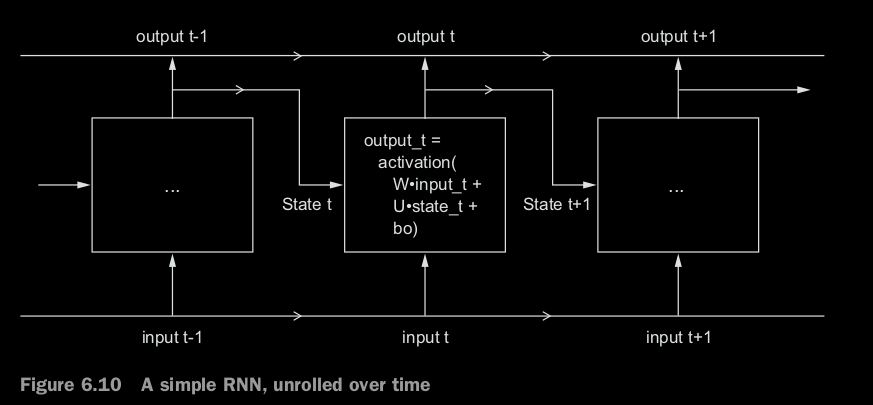 output t-1
output t
output t+1
...
output_t =
activation(
W•input_t +
U•state_t +
bo)
...
State t
State t+1
input t-1
input t
input t+1
Figure 6.10 A simple RNN, unrolled over time